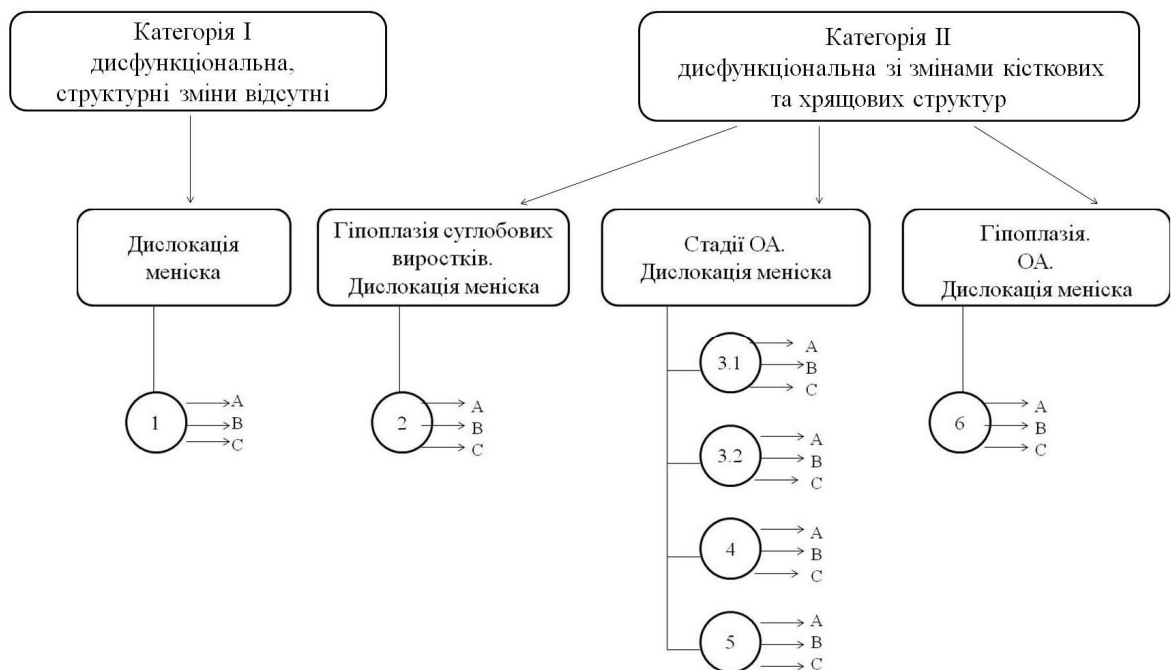 Категорія І
дисфункціональна,
структурні зміни відсутні
Категорія ІІ
дисфункціональна зі змінами кісткових
та хрящових структур
Дислокація
меніска
Гіпоплазія суглобових
виростків.
Дислокація меніска
Стадії ОА.
Дислокація меніска
Гіпоплазія.
ОА.
Дислокація меніска
1
A
B
C
2
A
B
C
3.1
A
B
C
3.2
A
B
C
4
A
B
C
5
A
B
C
6
A
B
C